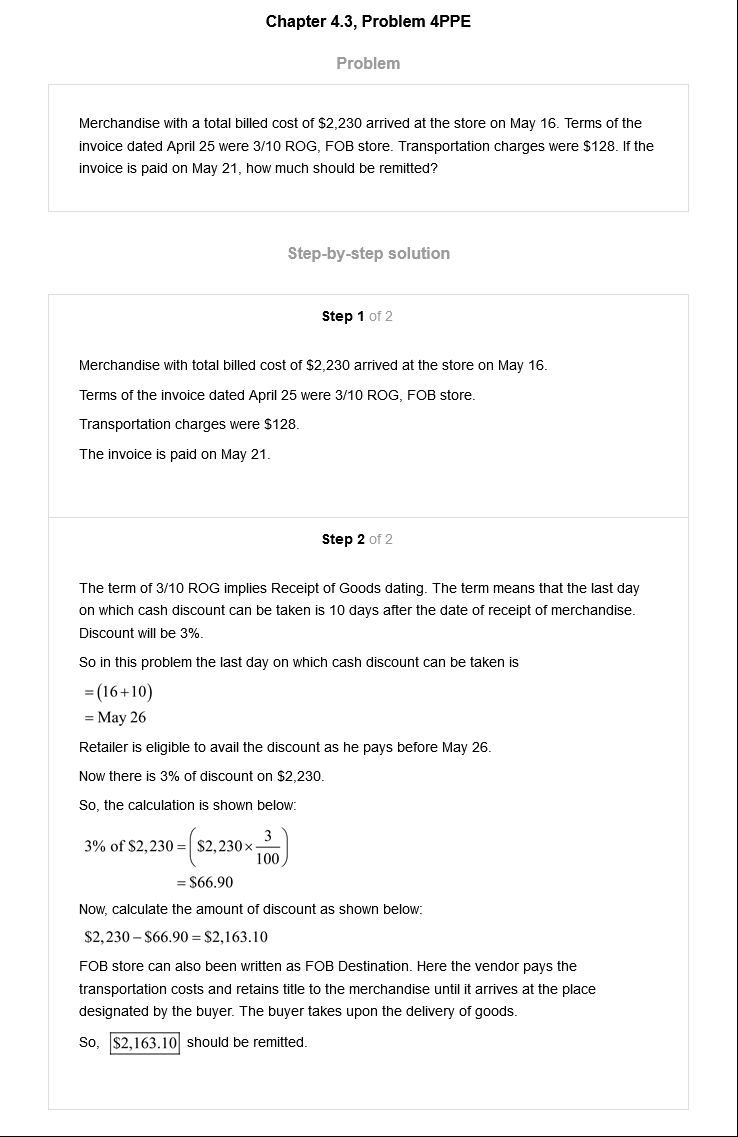 Chapter 4.3, Problem 4PPE
Problem
Merchandise with a total billed cost of $2,230 arrived at the store on May 16. Terms of the
invoice dated April 25 were 3/10 ROG, FOB store. Transportation charges were $128. If the
invoice is paid on May 21, how much should be remitted?
Step-by-step solution
Step 1 of 2
Merchandise with total billed cost of $2,230 arrived at the store on May 16.
Terms of the invoice dated April 25 were 3/10 ROG, FOB store.
Transportation charges were $128.
The invoice is paid on May 21.
Step 2 of 2
The term of 3/10 ROG implies Receipt of Goods dating. The term means that the last day
on which cash discount can be taken is 10 days after the date of receipt of merchandise.
Discount will be 3%.
So in this problem the last day on which cash discount can be taken is
=(16+10)
= May 26
Retailer is eligible to avail the discount as he pays before May 26.
Now there is 3% of discount on $2,230.
So, the calculation is shown below:
3% of $2,230 = ($2,230 × 3/100)
= $66.90
Now, calculate the amount of discount as shown below:
$2,230 – $66.90 = $2,163.10
FOB store can also been written as FOB Destination. Here the vendor pays the
transportation costs and retains title to the merchandise until it arrives at the place
designated by the buyer. The buyer takes upon the delivery of goods.
So, $2,163.10 should be remitted.